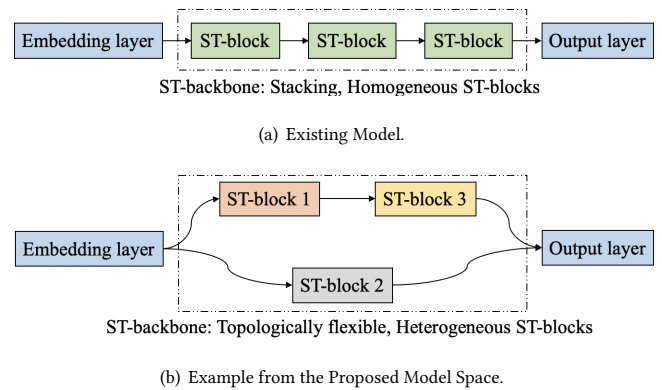 Embedding layer ST-block ST-block ST-block Output layer
ST-backbone: Stacking, Homogeneous ST-blocks
(a) Existing Model.
ST-block 1 ST-block 3
Embedding layer Output layer
ST-block 2
ST-backbone: Topologically flexible, Heterogeneous ST-blocks
(b) Example from the Proposed Model Space.